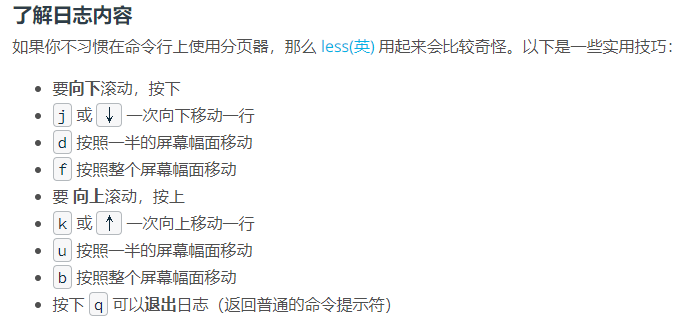 了解日志内容
如果你不习惯在命令行上使用分页器，那么 less(英) 用起来会比较奇怪。以下是一些实用技巧：
要向下滚动，按下
j 或 ↓ 一次向下移动一行
d 按照一半的屏幕幅面移动
f 按照整个屏幕幅面移动
要 向上滚动，按上
k 或 ↑ 一次向上移动一行
u 按照一半的屏幕幅面移动
b 按照整个屏幕幅面移动
按下 q 可以退出日志（返回普通的命令提示符）